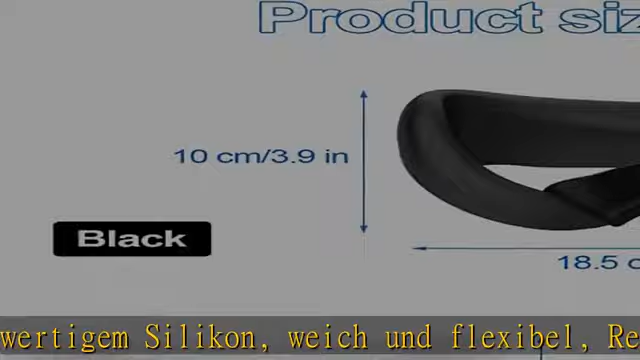 Product siz
10 cm/3.9 in
Black
18.5 c
wertigem Silikon, weich und flexibel, Re